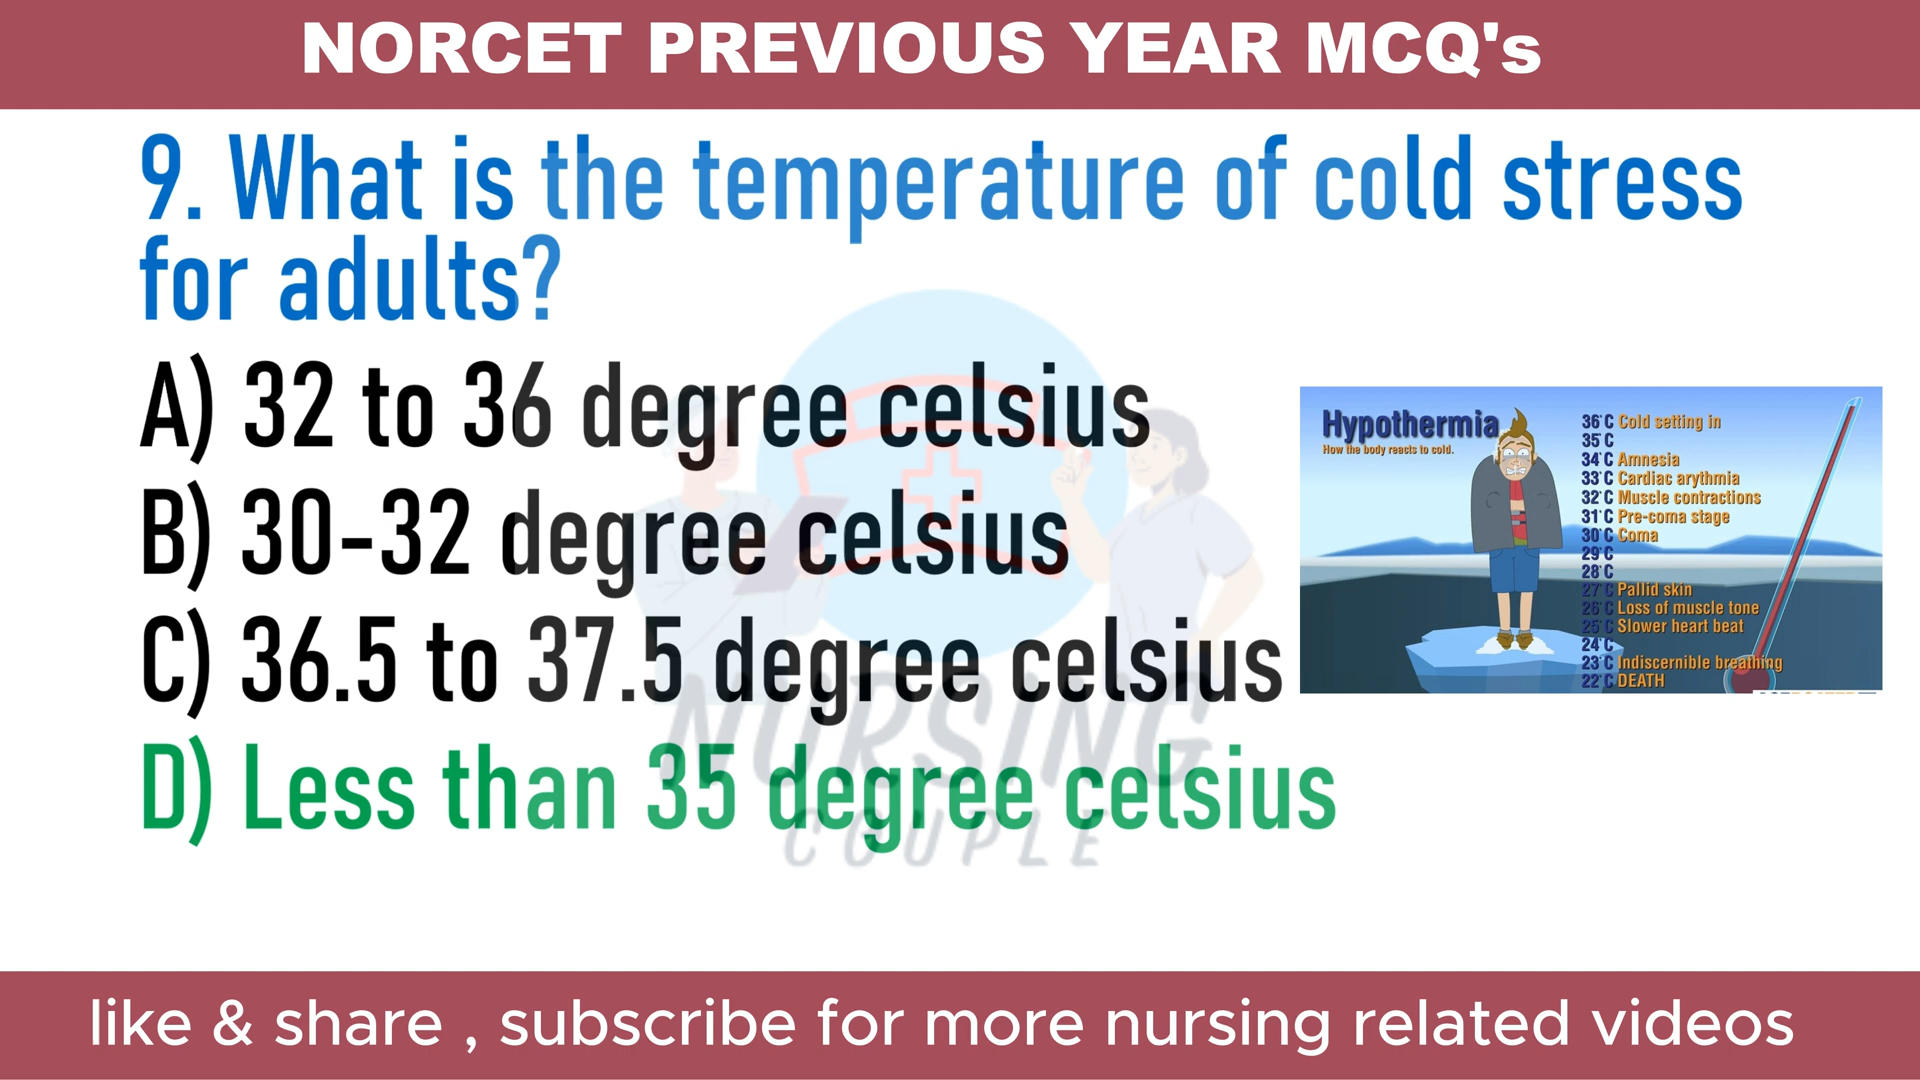 NORCET PREVIOUS YEAR MCQ's
9. What is the temperature of cold stress
for adults?
A) 32 to 36 degree celsius
B) 30-32 degree celsius
C) 36.5 to 37.5 degree celsius
D) Less than 35 degree celsius
Hypothermia
How the body reacts to cold.
36°C Cold setting in
35°C
34°C Amnesia
33°C Cardiac arythmia
32°C Muscle contractions
31°C Pre-coma stage
30°C Coma
29°C
28°C
27°C Pallid skin
26°C Loss of muscle tone
25°C Slower heart beat
24°C
23°C Indiscernible breathing
22°C DEATH
NURSING
COUPLE
like & share , subscribe for more nursing related videos